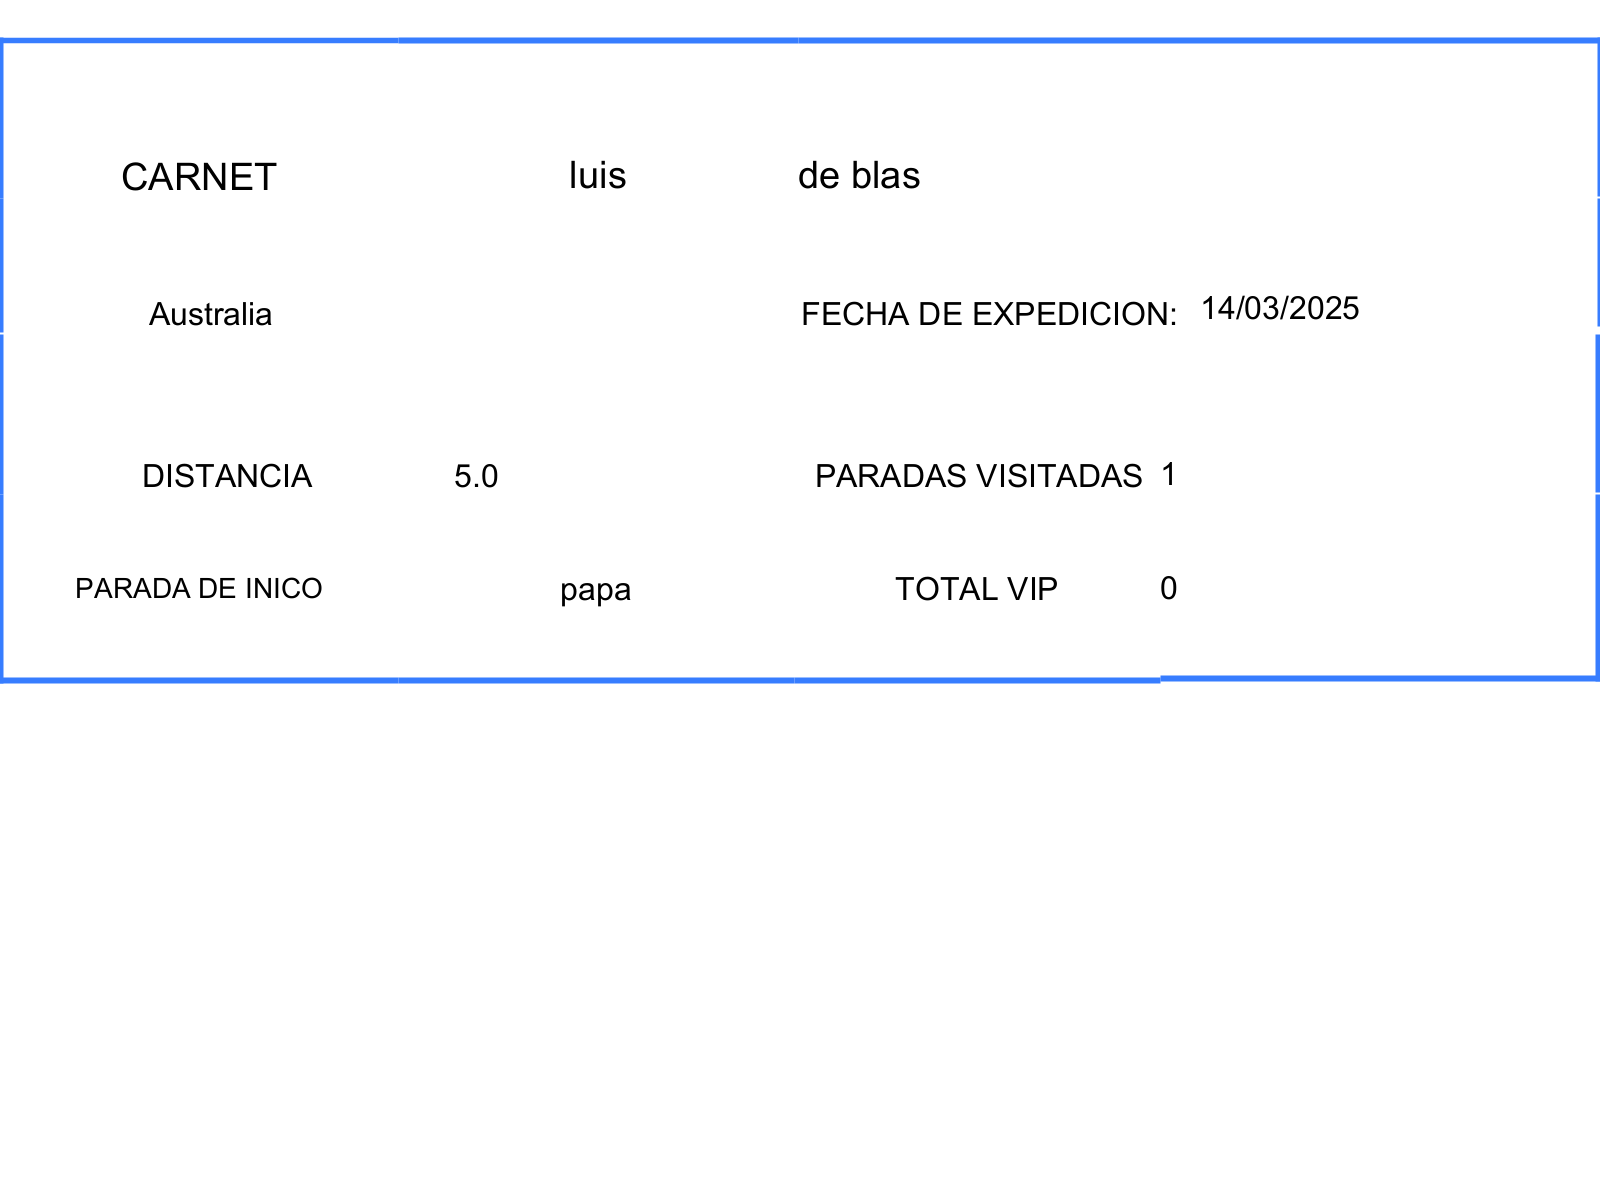 CARNET luis de blas
Australia FECHA DE EXPEDICION: 14/03/2025
DISTANCIA 5.0 PARADAS VISITADAS 1
PARADA DE INICO papa TOTAL VIP 0